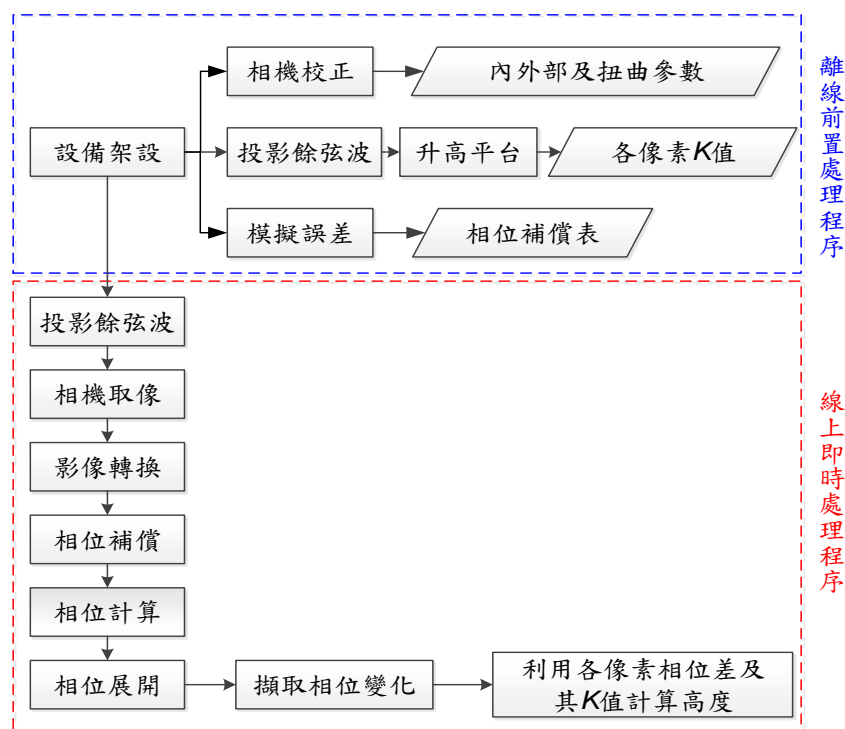 相機校正
內外部及扭曲參數
設備架設
投影餘弦波
升高平台
各像素K值
模擬誤差
相位補償表
離線前置處理程序
投影餘弦波
相機取像
影像轉換
相位補償
相位計算
相位展開
擷取相位變化
利用各像素相位差及
其K值計算高度
線上即時處理程序